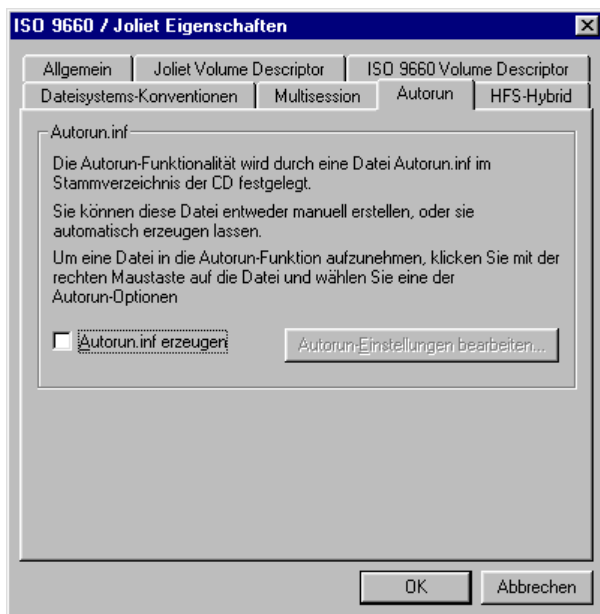 ISO 9660 / Joliet Eigenschaften
Allgemein
Joliet Volume Descriptor
ISO 9660 Volume Descriptor
Dateisystems-Konventionen
Multisession
Autorun
HFS-Hybrid
Autorun.inf
Die Autorun-Funktionalität wird durch eine Datei Autorun.inf im
Stammverzeichnis der CD festgelegt.
Sie können diese Datei entweder manuell erstellen, oder sie
automatisch erzeugen lassen.
Um eine Datei in die Autorun-Funktion aufzunehmen, klicken Sie mit der
rechten Maustaste auf die Datei und wählen Sie eine der
Autorun-Optionen
Autorun.inf erzeugen
Autorun-Einstellungen bearbeiten...
OK
Abbrechen